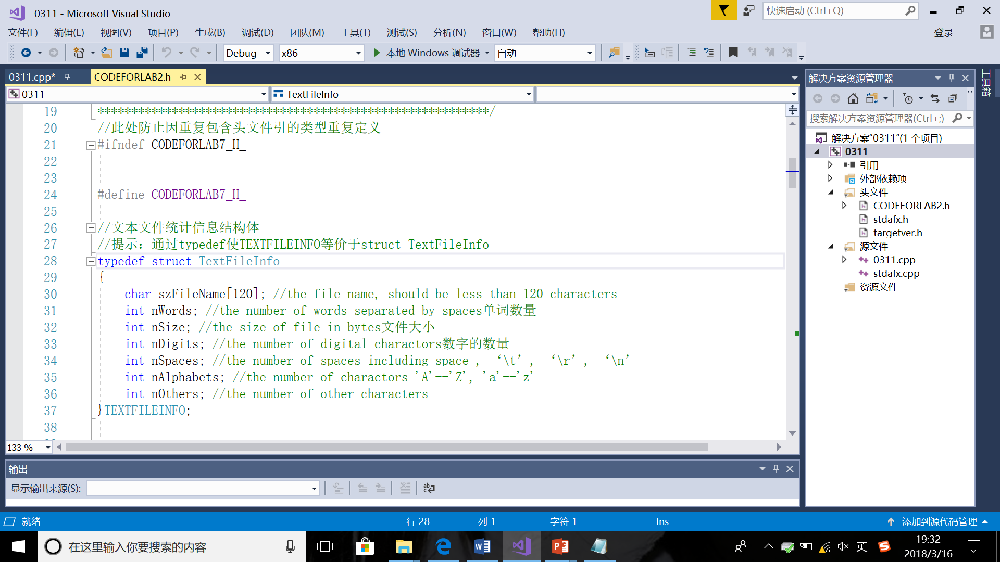 0311 - Microsoft Visual Studio
快速启动 (Ctrl+Q)
文件(F) 编辑(E) 视图(V) 项目(P) 生成(B) 调试(D) 团队(M) 工具(T) 测试(S) 分析(N) 窗口(W) 帮助(H) 登录
Debug x86 本地 Windows 调试器 自动
0311.cpp* CODEFORLAB2.h
0311 TextFileInfo
19 **********************************************************/
20 //此处防止因重复包含头文件引的类型重复定义
21 #ifndef CODEFORLAB7_H_
22
23
24 #define CODEFORLAB7_H_
25
26 //文本文件统计信息结构体
27 //提示：通过typedef使TEXTFILEINFO等价于struct TextFileInfo
28 typedef struct TextFileInfo
29 {
30 char szFileName[120]; //the file name, should be less than 120 characters
31 int nWords; //the number of words separated by spaces单词数量
32 int nSize; //the size of file in bytes文件大小
33 int nDigits; //the number of digital charactors数字的数量
34 int nSpaces; //the number of spaces including space , ‘\t’, ‘\r’, ‘\n’
35 int nAlphabets; //the number of charactors 'A'--'Z', 'a'--'z'
36 int nOthers; //the number of other characters
37 }TEXTFILEINFO;
38
133 %
输出
显示输出来源(S):
解决方案资源管理器
搜索解决方案资源管理器(Ctrl+;)
解决方案"0311"(1 个项目)
0311
引用
外部依赖项
头文件
CODEFORLAB2.h
stdafx.h
targetver.h
源文件
0311.cpp
stdafx.cpp
资源文件
工具箱
就绪 行 28 列 1 字符 1 Ins 添加到源代码管理
在这里输入你要搜索的内容
英
19:32
2018/3/16